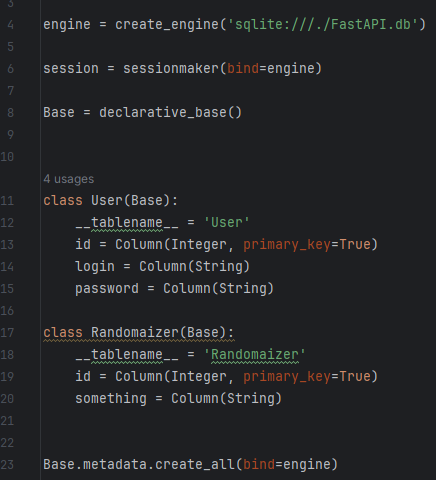 3
4 engine = create_engine('sqlite:///./FastAPI.db')
5
6 session = sessionmaker(bind=engine)
7
8 Base = declarative_base()
9
10
4 usages
11 class User(Base):
12     __tablename__ = 'User'
13     id = Column(Integer, primary_key=True)
14     login = Column(String)
15     password = Column(String)
16
17 class Randomaizer(Base):
18     __tablename__ = 'Randomaizer'
19     id = Column(Integer, primary_key=True)
20     something = Column(String)
21
22
23 Base.metadata.create_all(bind=engine)